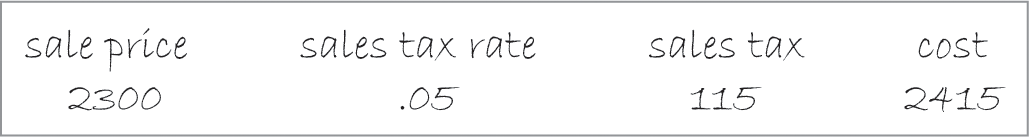 sale price sales tax rate sales tax cost
2300 .05 115 2415